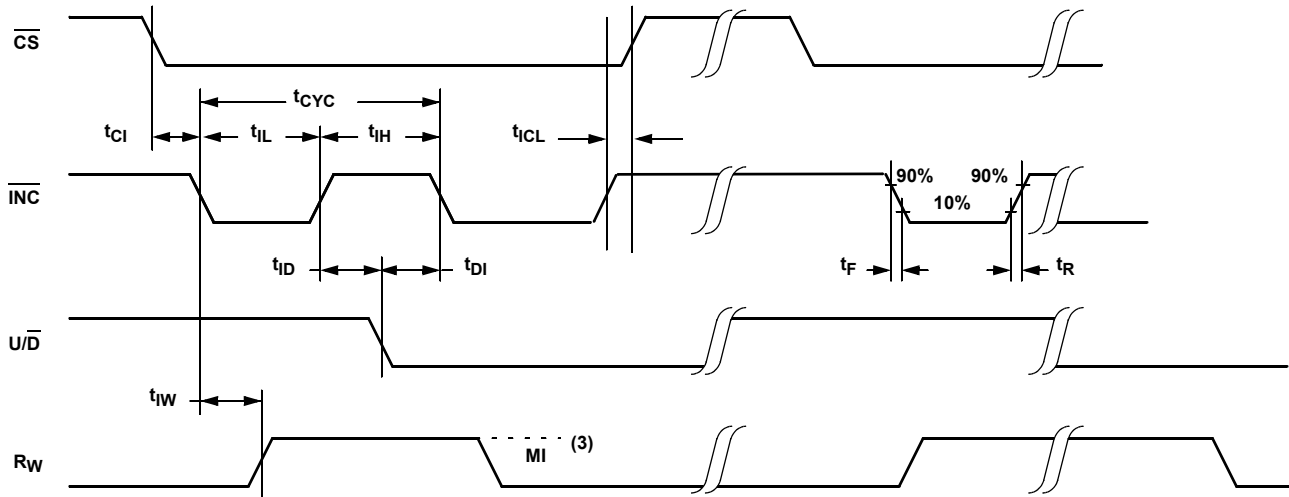 CS
tCYC
tCI tIL tIH tICL
INC
90% 90%
10%
tID tDI tF tR
U/D
tIW
RW
MI (3)